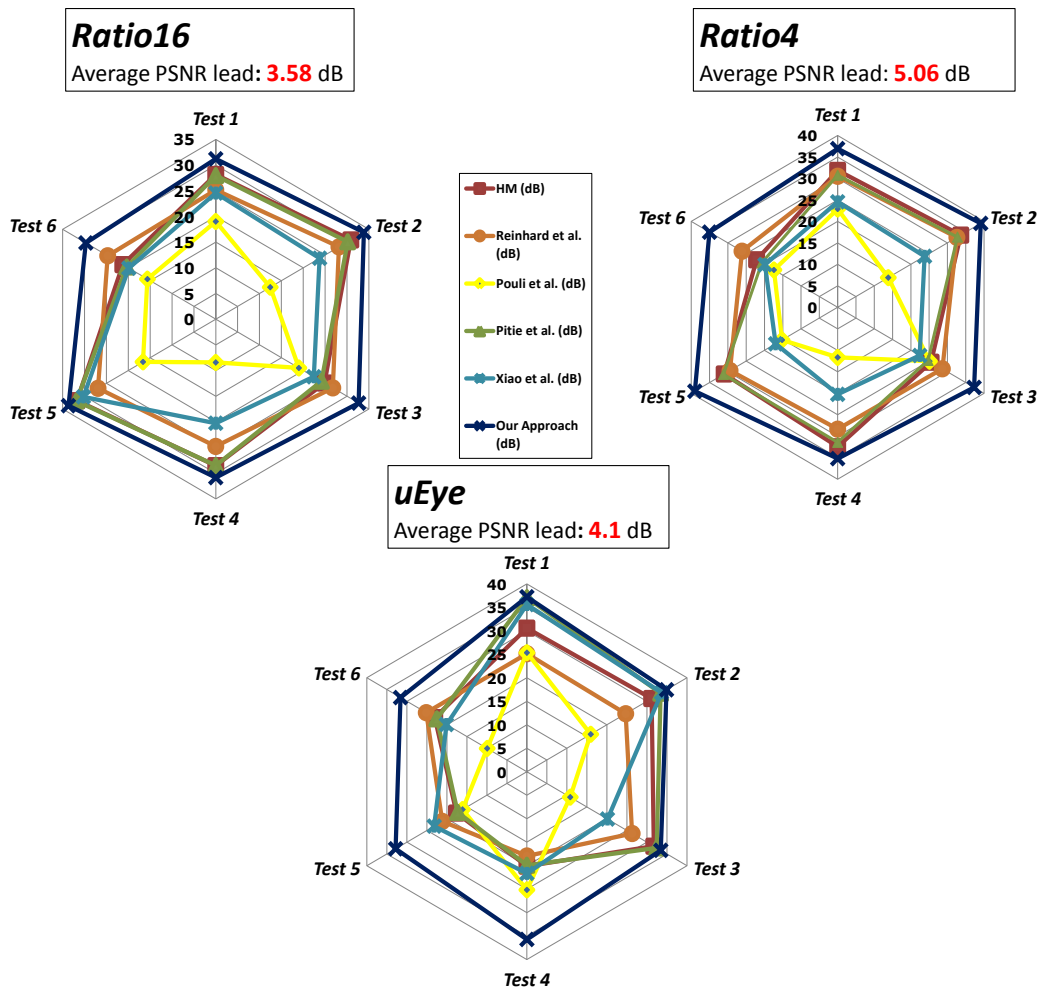 Ratio16
Average PSNR lead: 3.58 dB
Ratio4
Average PSNR lead: 5.06 dB
Test 1
35
30
25
20
15
10
5
0
Test 2
Test 3
Test 4
Test 5
Test 6
HM (dB)
Reinhard et al.
(dB)
Pouli et al. (dB)
Pitie et al. (dB)
Xiao et al. (dB)
Our Approach
(dB)
Test 1
40
35
30
25
20
15
10
5
0
Test 2
Test 3
Test 4
Test 5
Test 6
uEye
Average PSNR lead: 4.1 dB
Test 1
40
35
30
25
20
15
10
5
0
Test 2
Test 3
Test 4
Test 5
Test 6